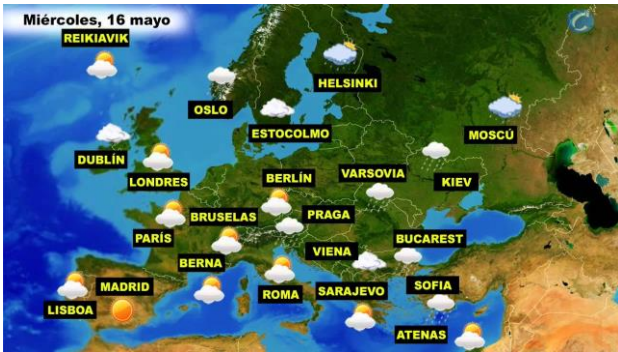 Miércoles, 16 mayo
REIKIAVIK
HELSINKI
OSLO
ESTOCOLMO
MOSCÚ
DUBLÍN
LONDRES
BERLÍN
VARSOVIA
KIEV
PARÍS
BRUSELAS
PRAGA
BERNA
VIENA
BUCAREST
LISBOA
MADRID
ROMA
SARAJEVO
SOFIA
ATENAS